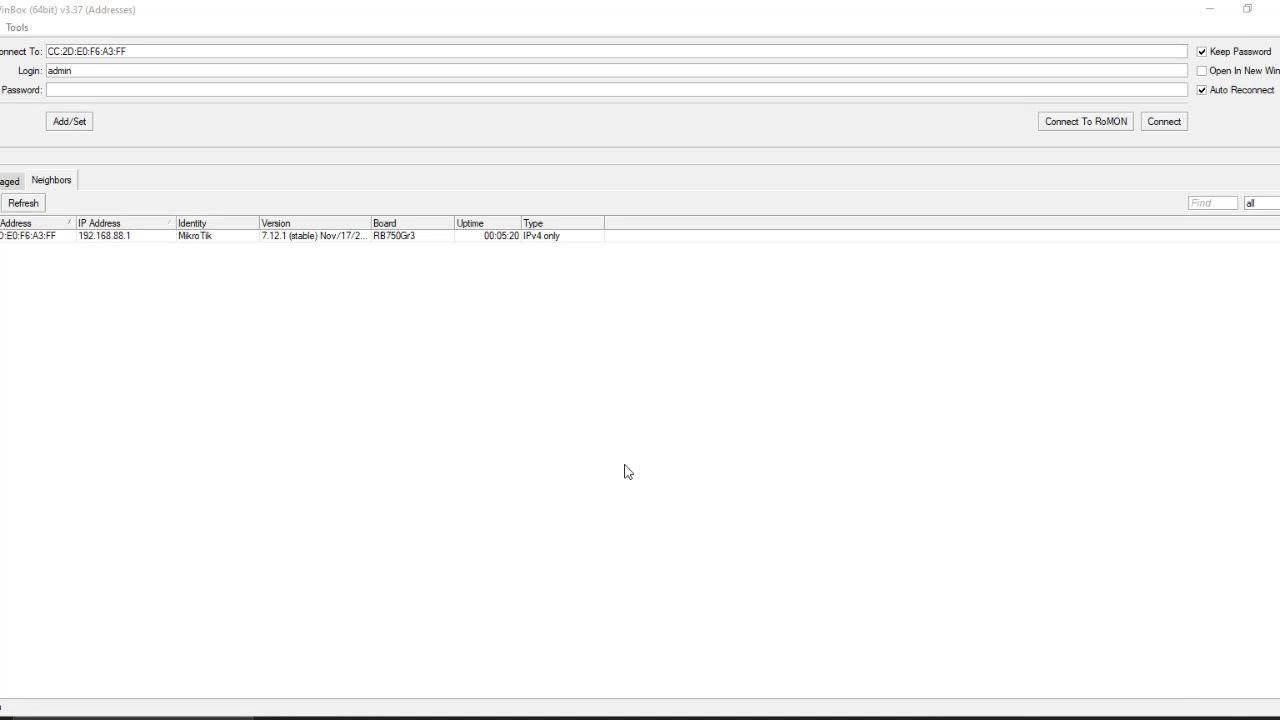 inBox (64bit) v3.37 (Addresses)
Tools
onnect To: CC:2D:E0:F6:A3:FF
Keep Password
Login: admin
Open In New Win
Password:
Auto Reconnect
Add/Set
Connect To RoMON
Connect
aged
Neighbors
Refresh
Find
all
Address IP Address Identity Version Board Uptime Type
D:E0:F6:A3:FF 192.168.88.1 MikroTik 7.12.1 (stable) Nov/17/2... RB750Gr3 00:05:20 IPv4 only